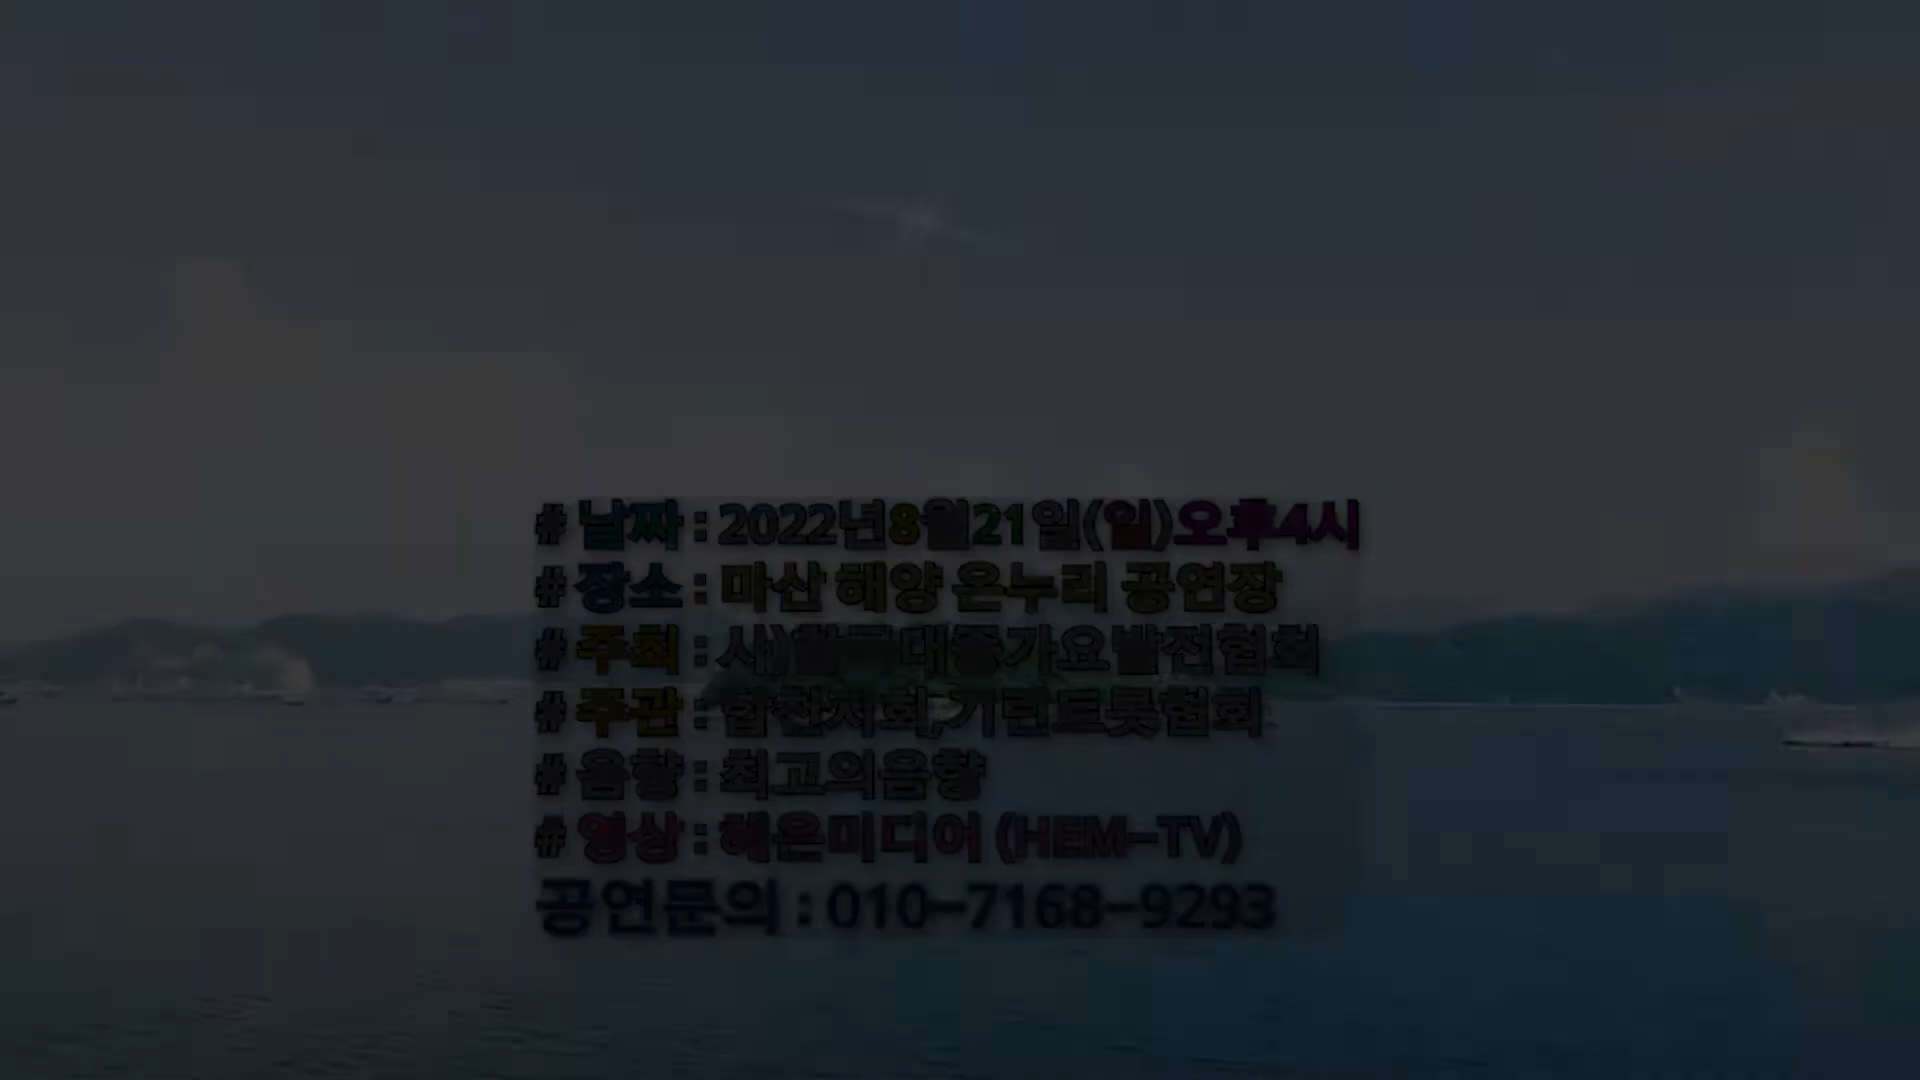 # 날짜 : 2022년8월21일(일)오후4시
# 장소 : 마산 해양 온누리 공연장
# 주최 : 사)한국대중가요발전협회
# 주관 : 합천지회,기린트롯협회
# 음향 : 최고의음향
# 영상 : 해은미디어 (HEM-TV)
공연문의 : 010-7168-9293